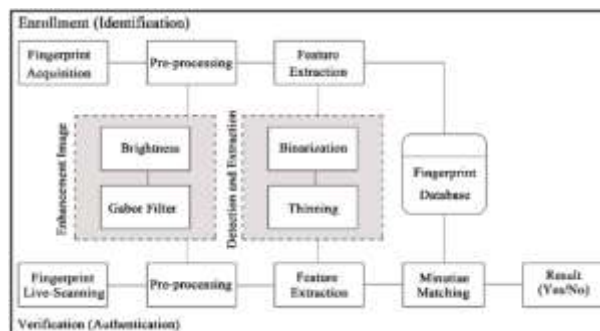 Enrollment (Identification)
Fingerprint
Acquisition
Pre-processing
Feature
Extraction
Enhancement Image
Brightness
Gabor Filter
Detection and Extraction
Binarization
Thinning
Fingerprint
Database
Fingerprint
Live-Scanning
Pre-processing
Feature
Extraction
Minutiae
Matching
Result
(Yes/No)
Verification (Authentication)